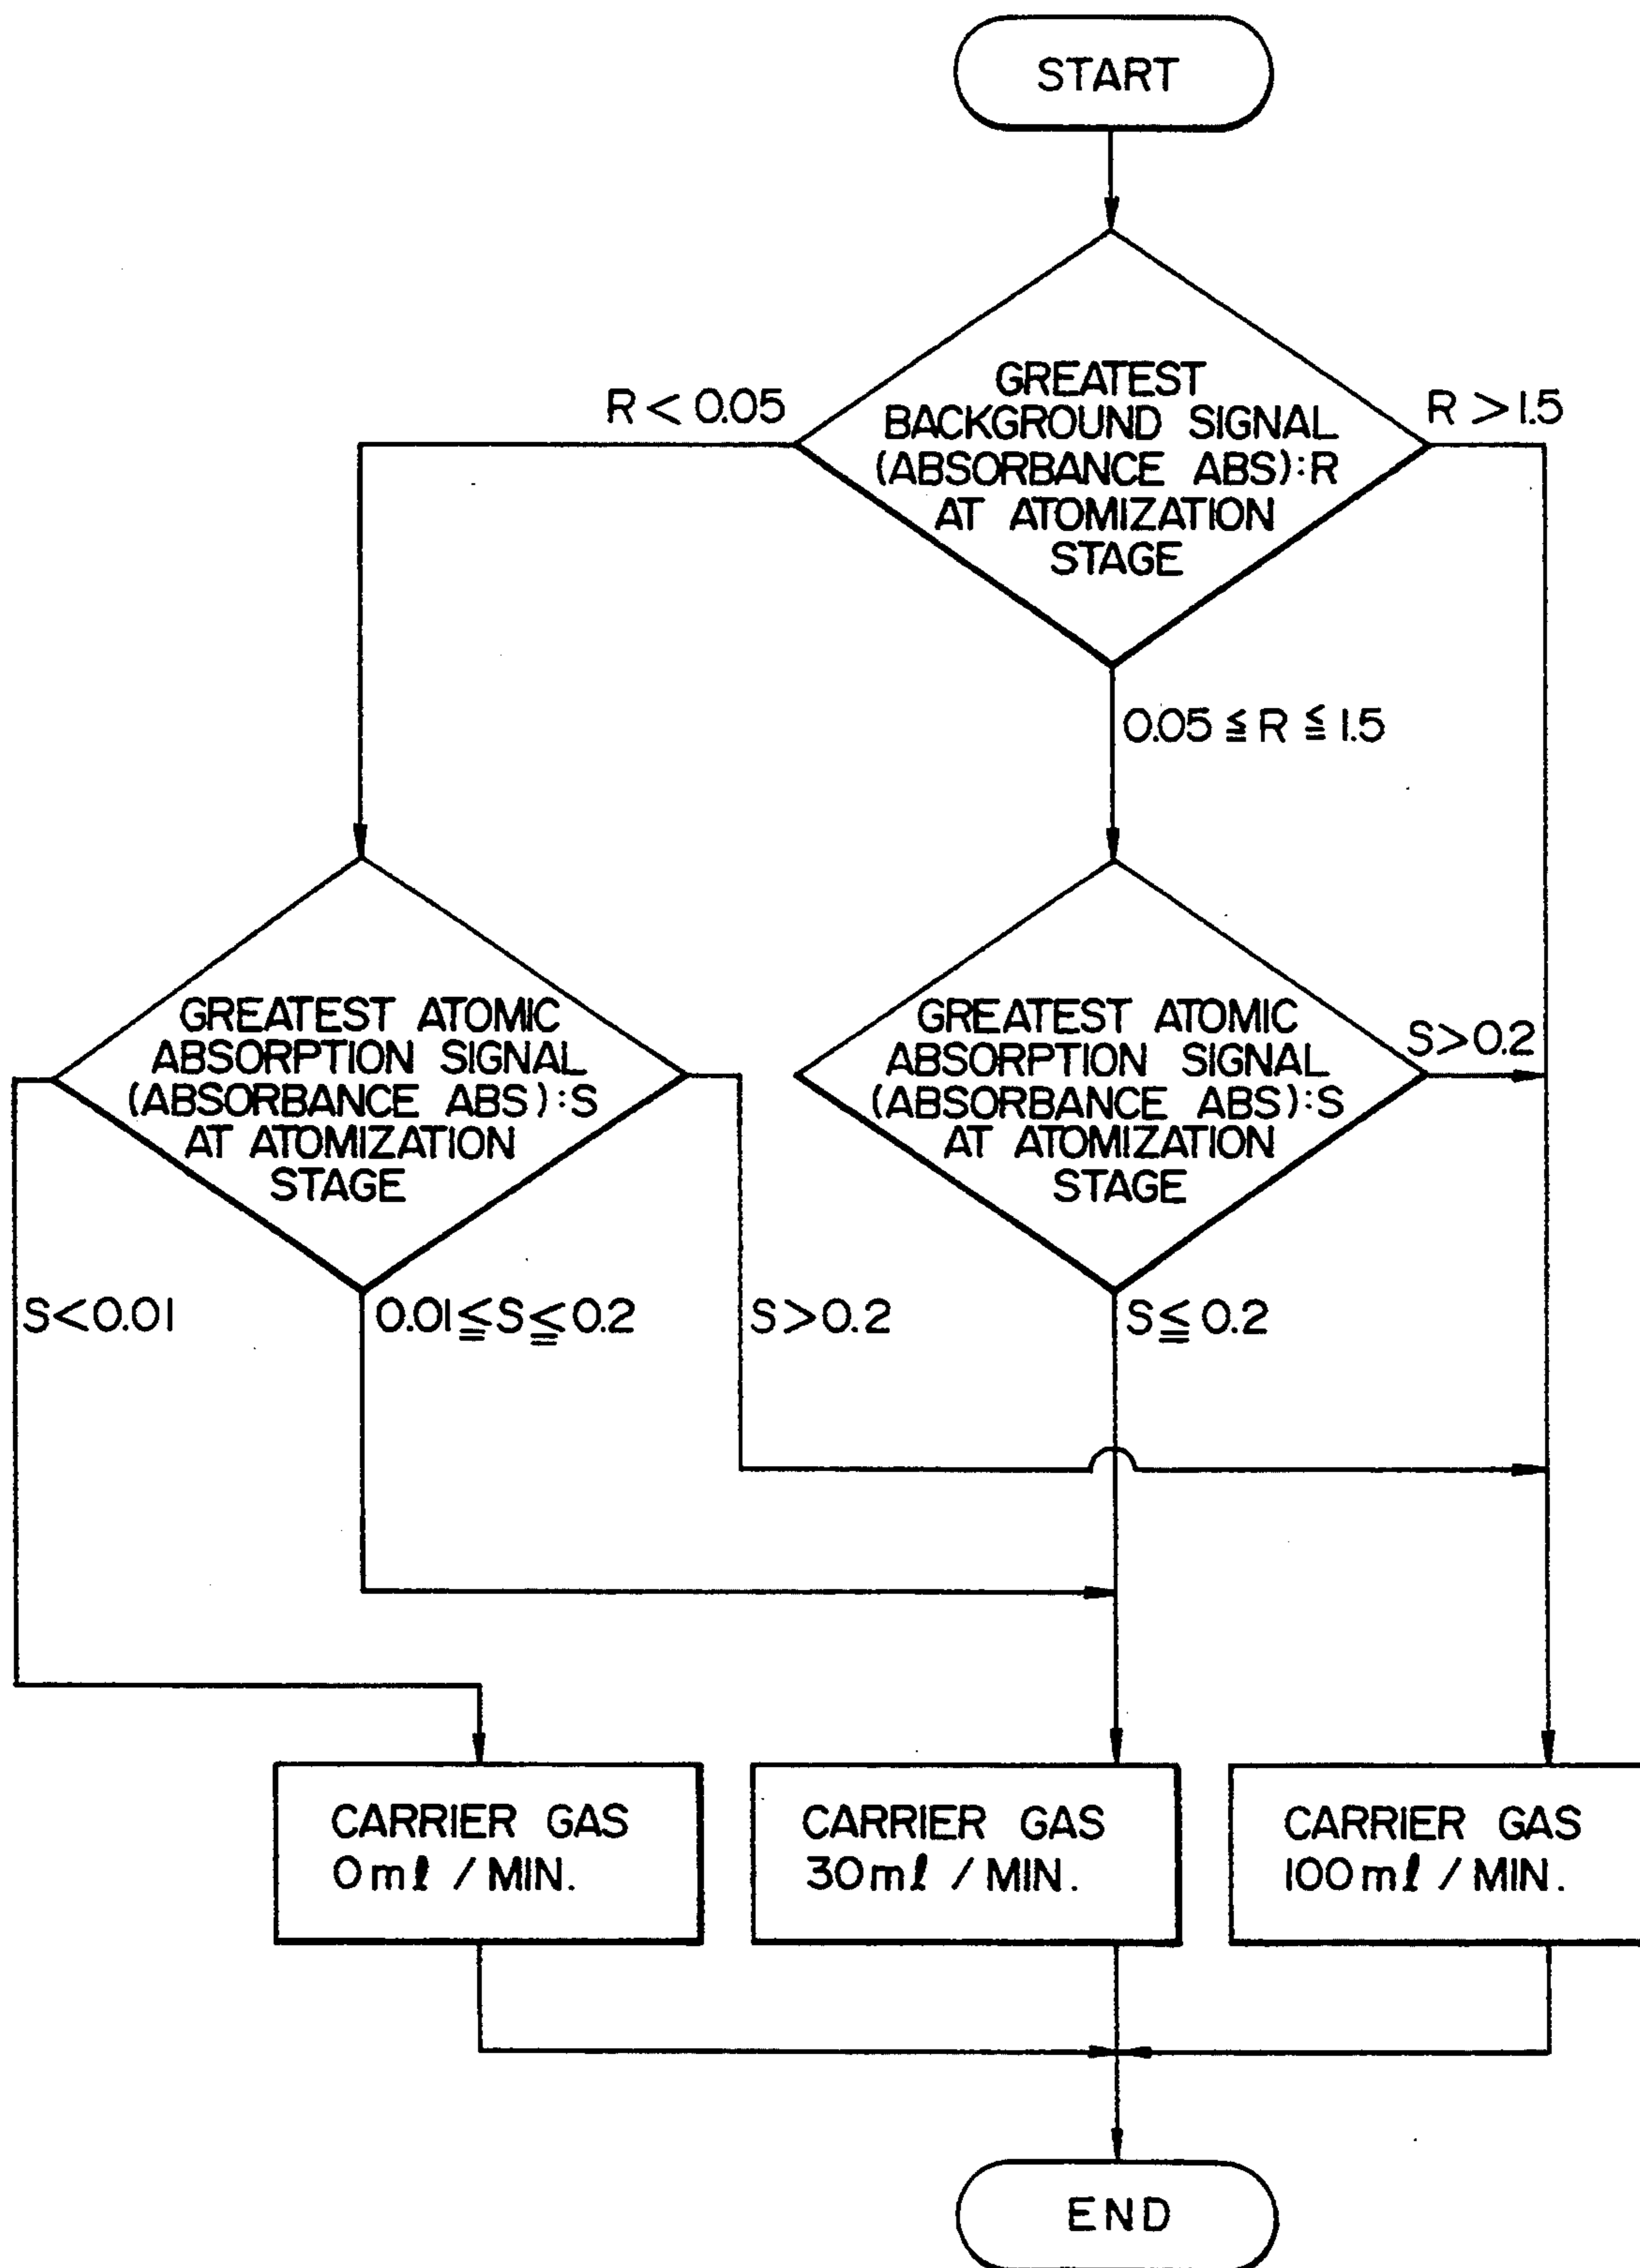 START
GREATEST
BACKGROUND SIGNAL
(ABSORBANCE ABS):R
AT ATOMIZATION
STAGE
R < 0.05
R > 1.5
0.05 ≦ R ≦ 1.5
GREATEST ATOMIC
ABSORPTION SIGNAL
(ABSORBANCE ABS):S
AT ATOMIZATION
STAGE
GREATEST ATOMIC
ABSORPTION SIGNAL
(ABSORBANCE ABS):S
AT ATOMIZATION
STAGE
S>0.2
S<0.01
0.01≦S≦0.2
S>0.2
S≦0.2
CARRIER GAS
0 mℓ / MIN.
CARRIER GAS
30 mℓ / MIN.
CARRIER GAS
100 mℓ / MIN.
END